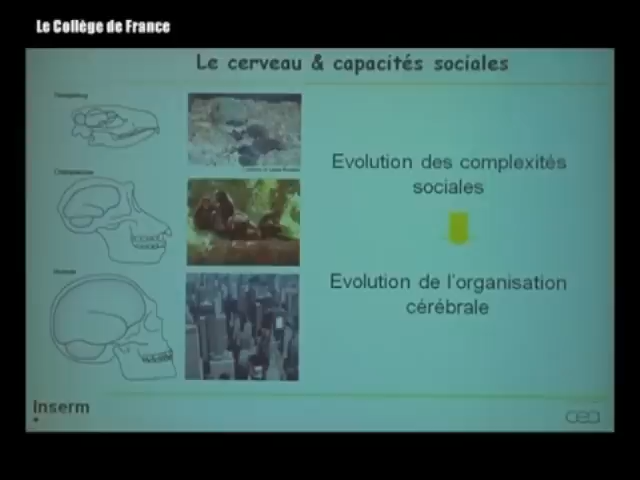 Le Collège de France
Le cerveau & capacités sociales
Evolution des complexités
sociales
Evolution de l'organisation
cérébrale
Inserm
cea